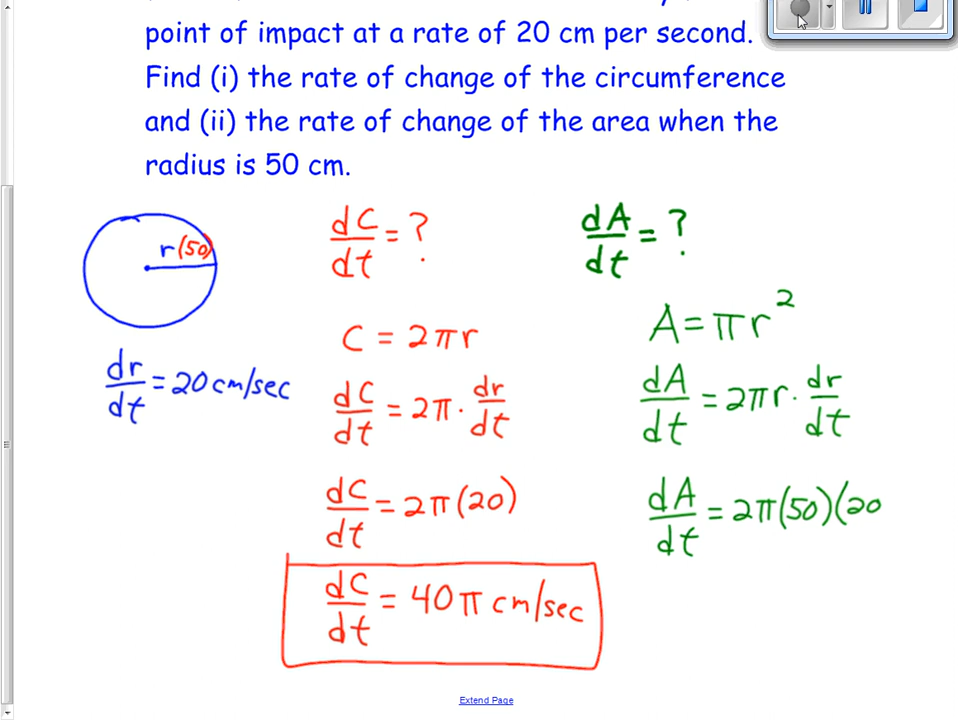 point of impact at a rate of 20 cm per second.
Find (i) the rate of change of the circumference
and (ii) the rate of change of the area when the
radius is 50 cm.
r(50)
dr/dt = 20 cm/sec
dC/dt = ?
C = 2πr
dC/dt = 2π · dr/dt
dC/dt = 2π(20)
dC/dt = 40π cm/sec
dA/dt = ?
A = πr²
dA/dt = 2πr · dr/dt
dA/dt = 2π(50)(20
Extend Page